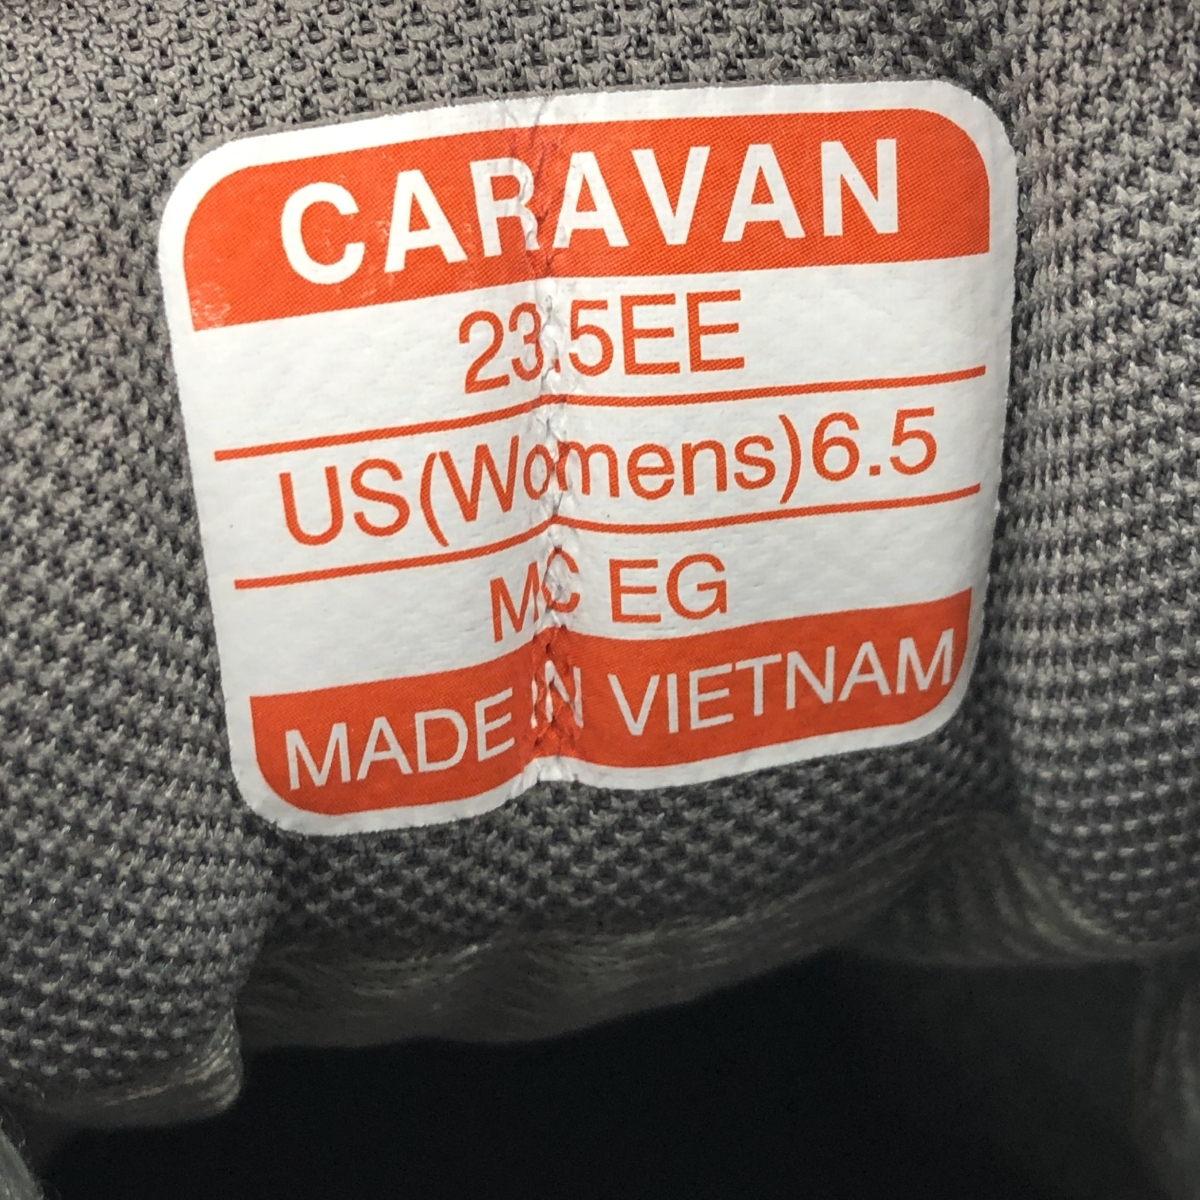 CARAVAN
23.5EE
US(Womens)6.5
MC EG
MADE IN VIETNAM